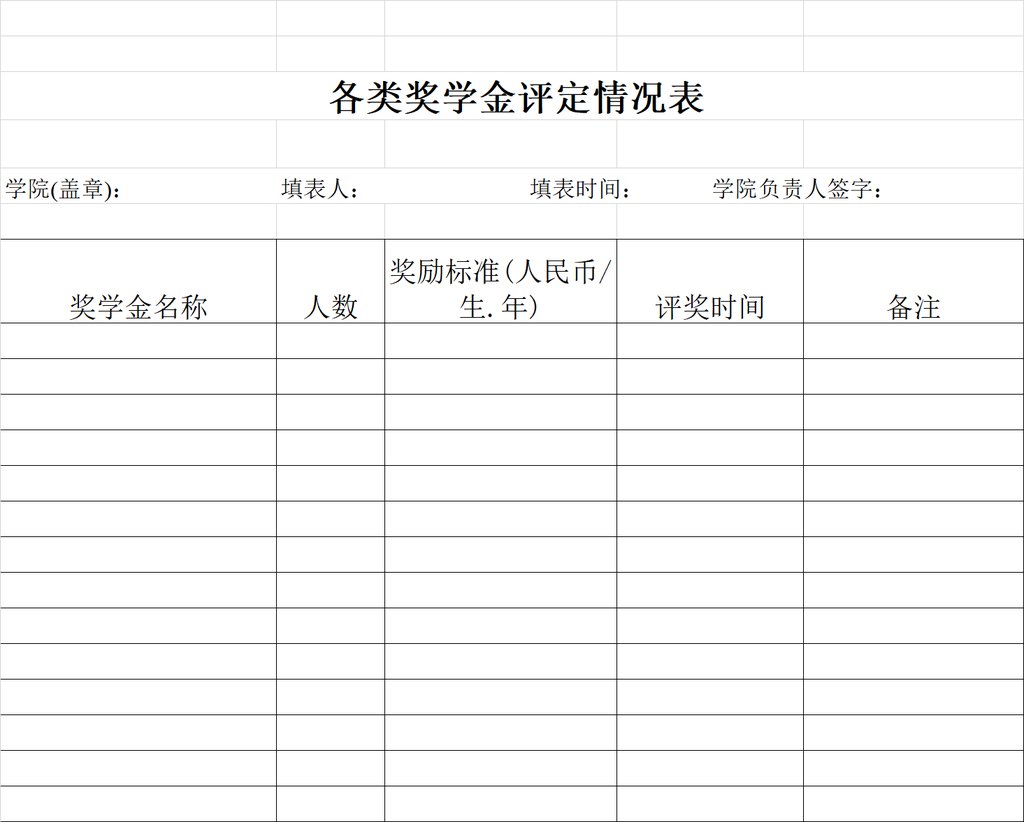 各类奖学金评定情况表
学院(盖章)： 填表人： 填表时间： 学院负责人签字：
奖学金名称 人数 奖励标准(人民币/生.年) 评奖时间 备注